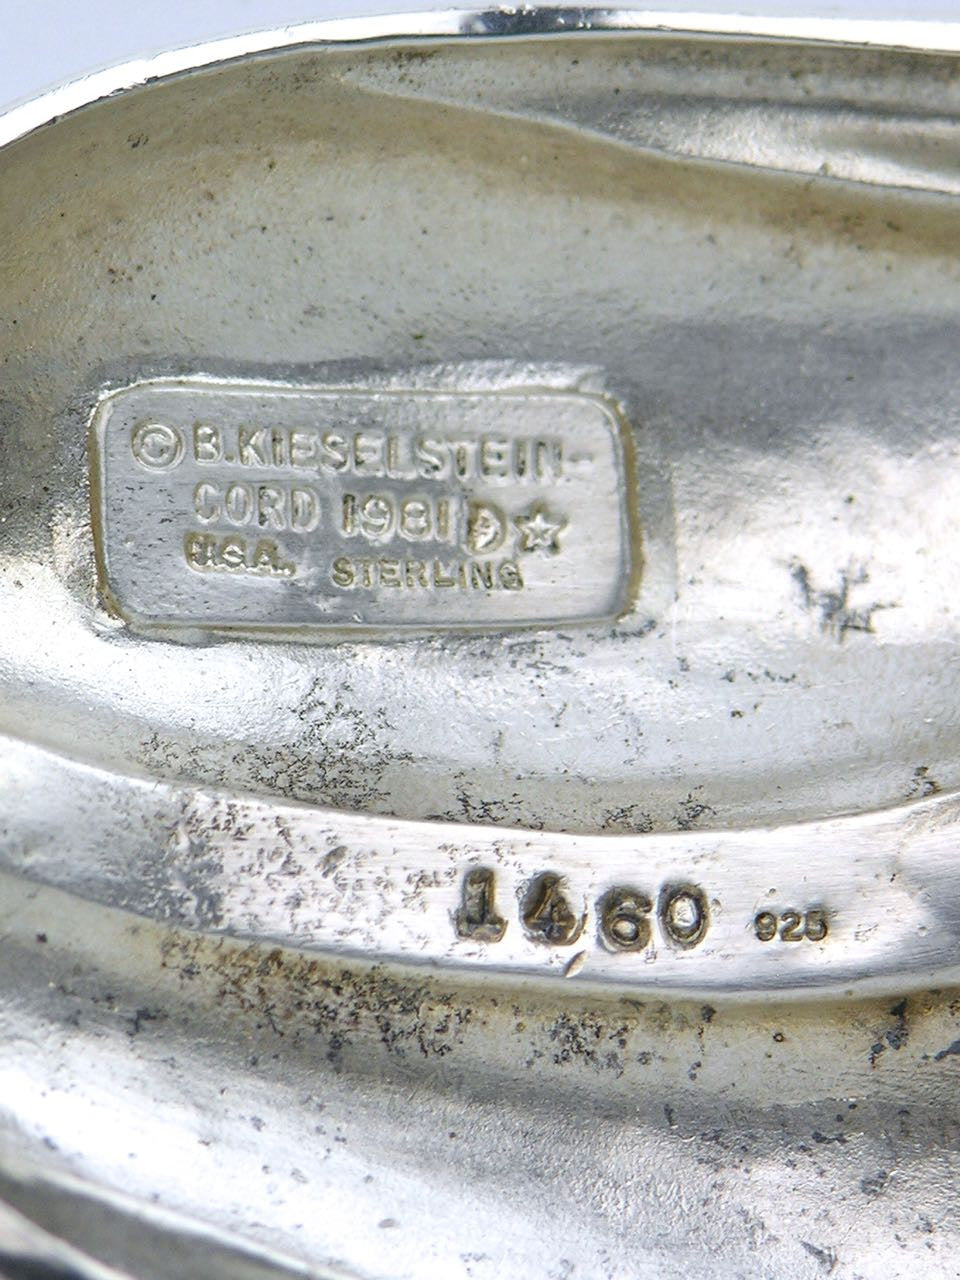 © B. KIESELSTEIN-
CORD 1981 ☆
U.S.A. STERLING
1460 925